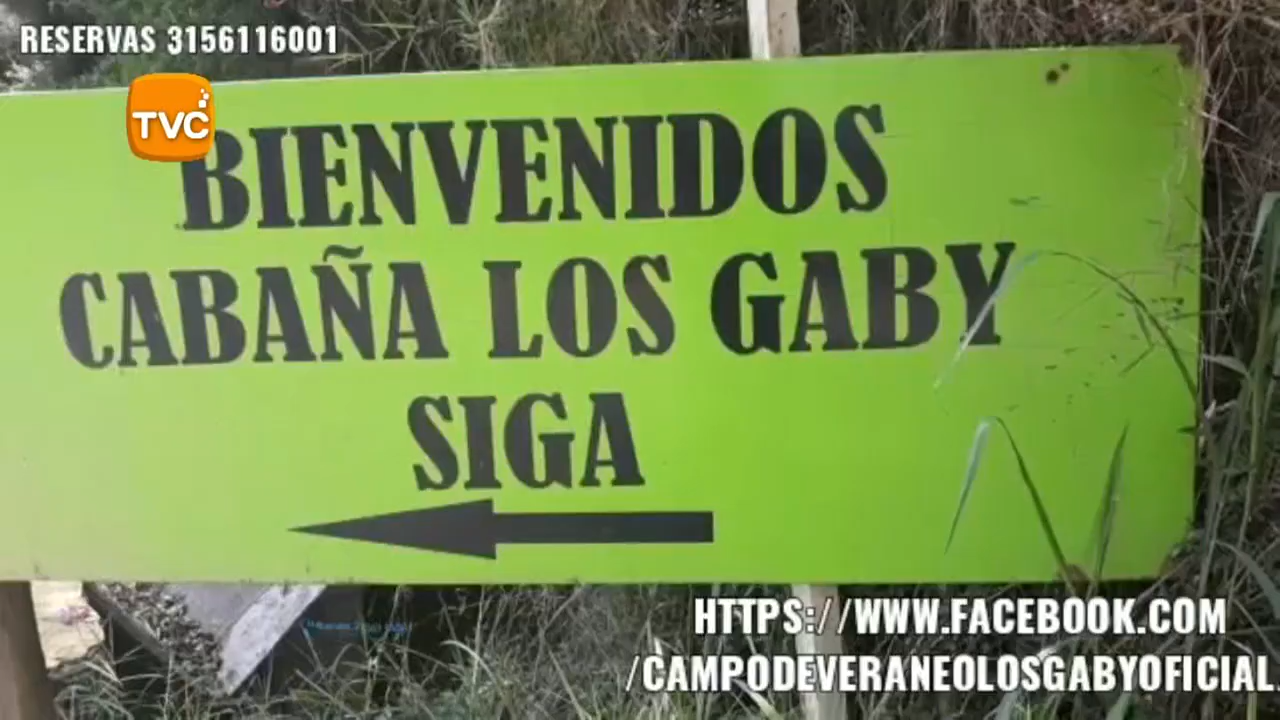 RESERVAS 3156116001
TVC
BIENVENIDOS
CABAÑA LOS GABY
SIGA
HTTPS://WWW.FACEBOOK.COM
/CAMPODEVERANEOLOSGABYOFICIAL